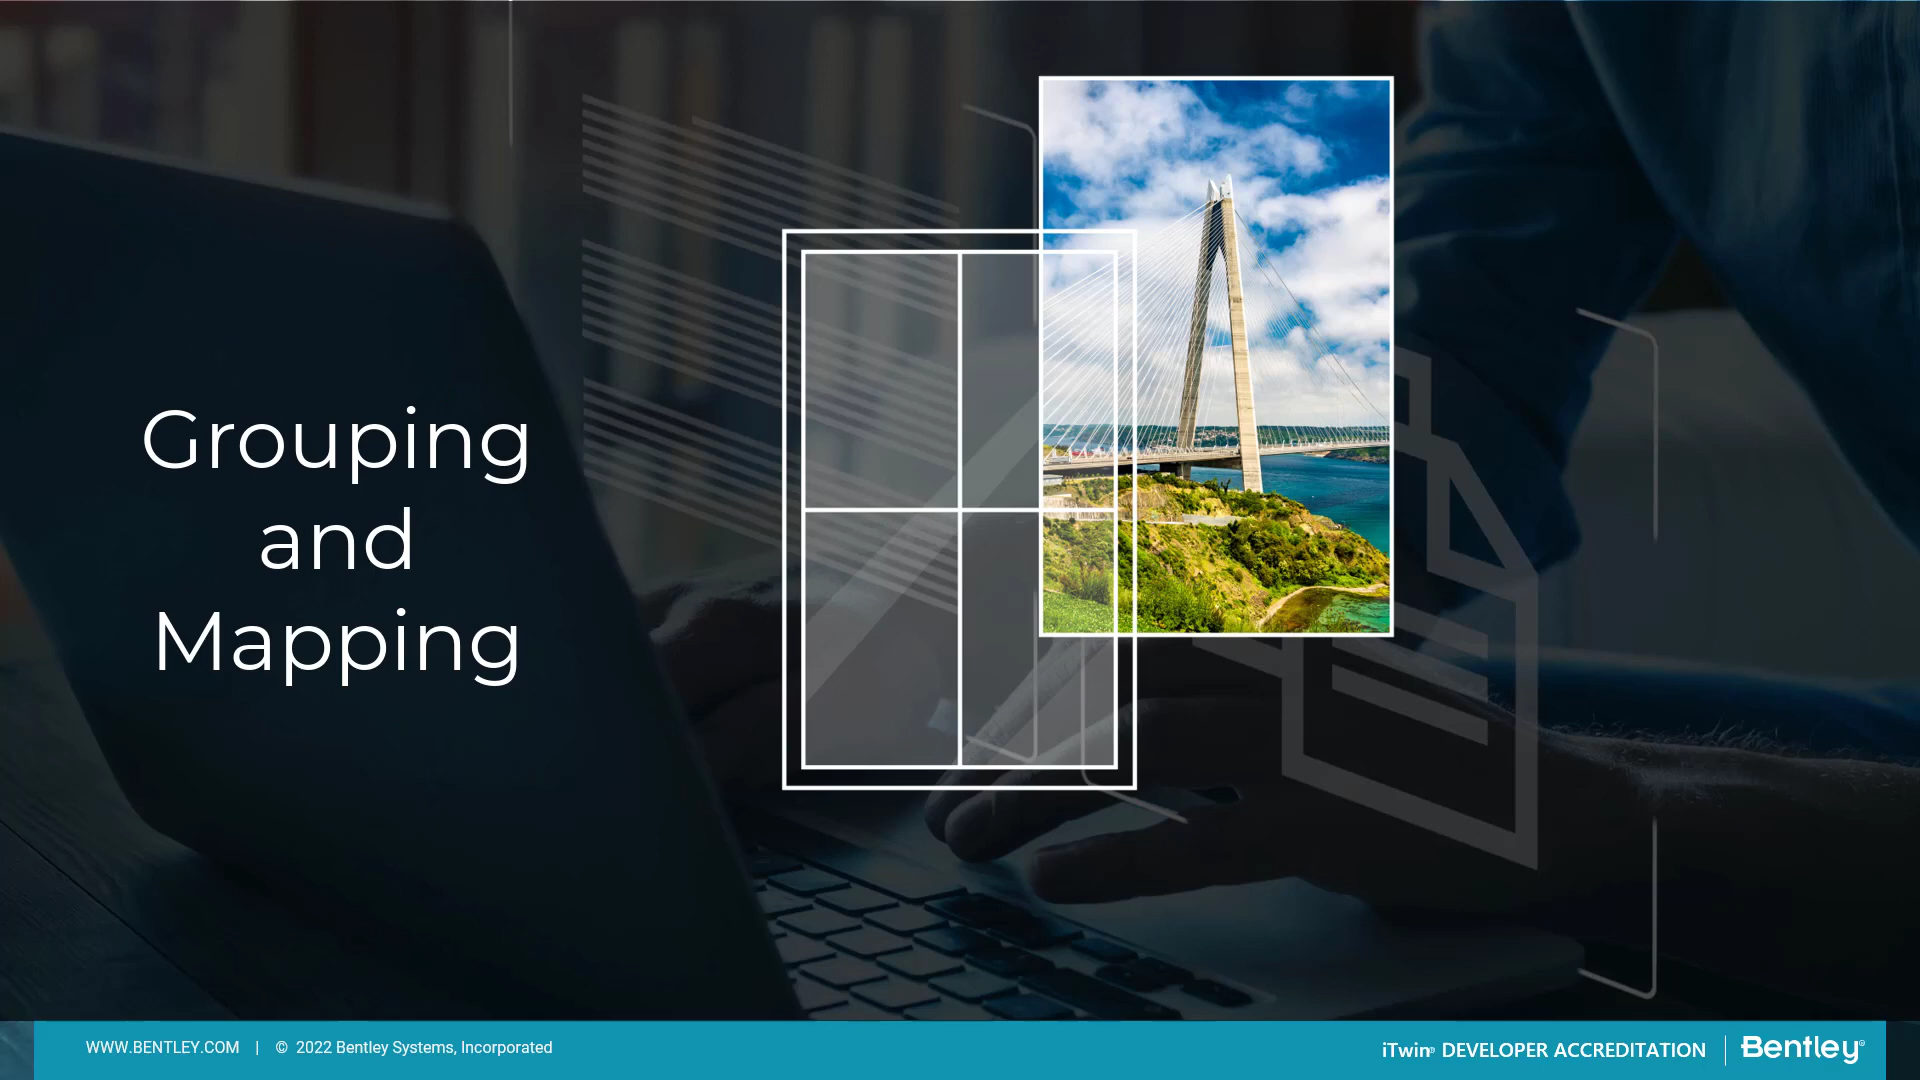 Grouping
and
Mapping
WWW.BENTLEY.COM | © 2022 Bentley Systems, Incorporated
iTwin® DEVELOPER ACCREDITATION | Bentley®